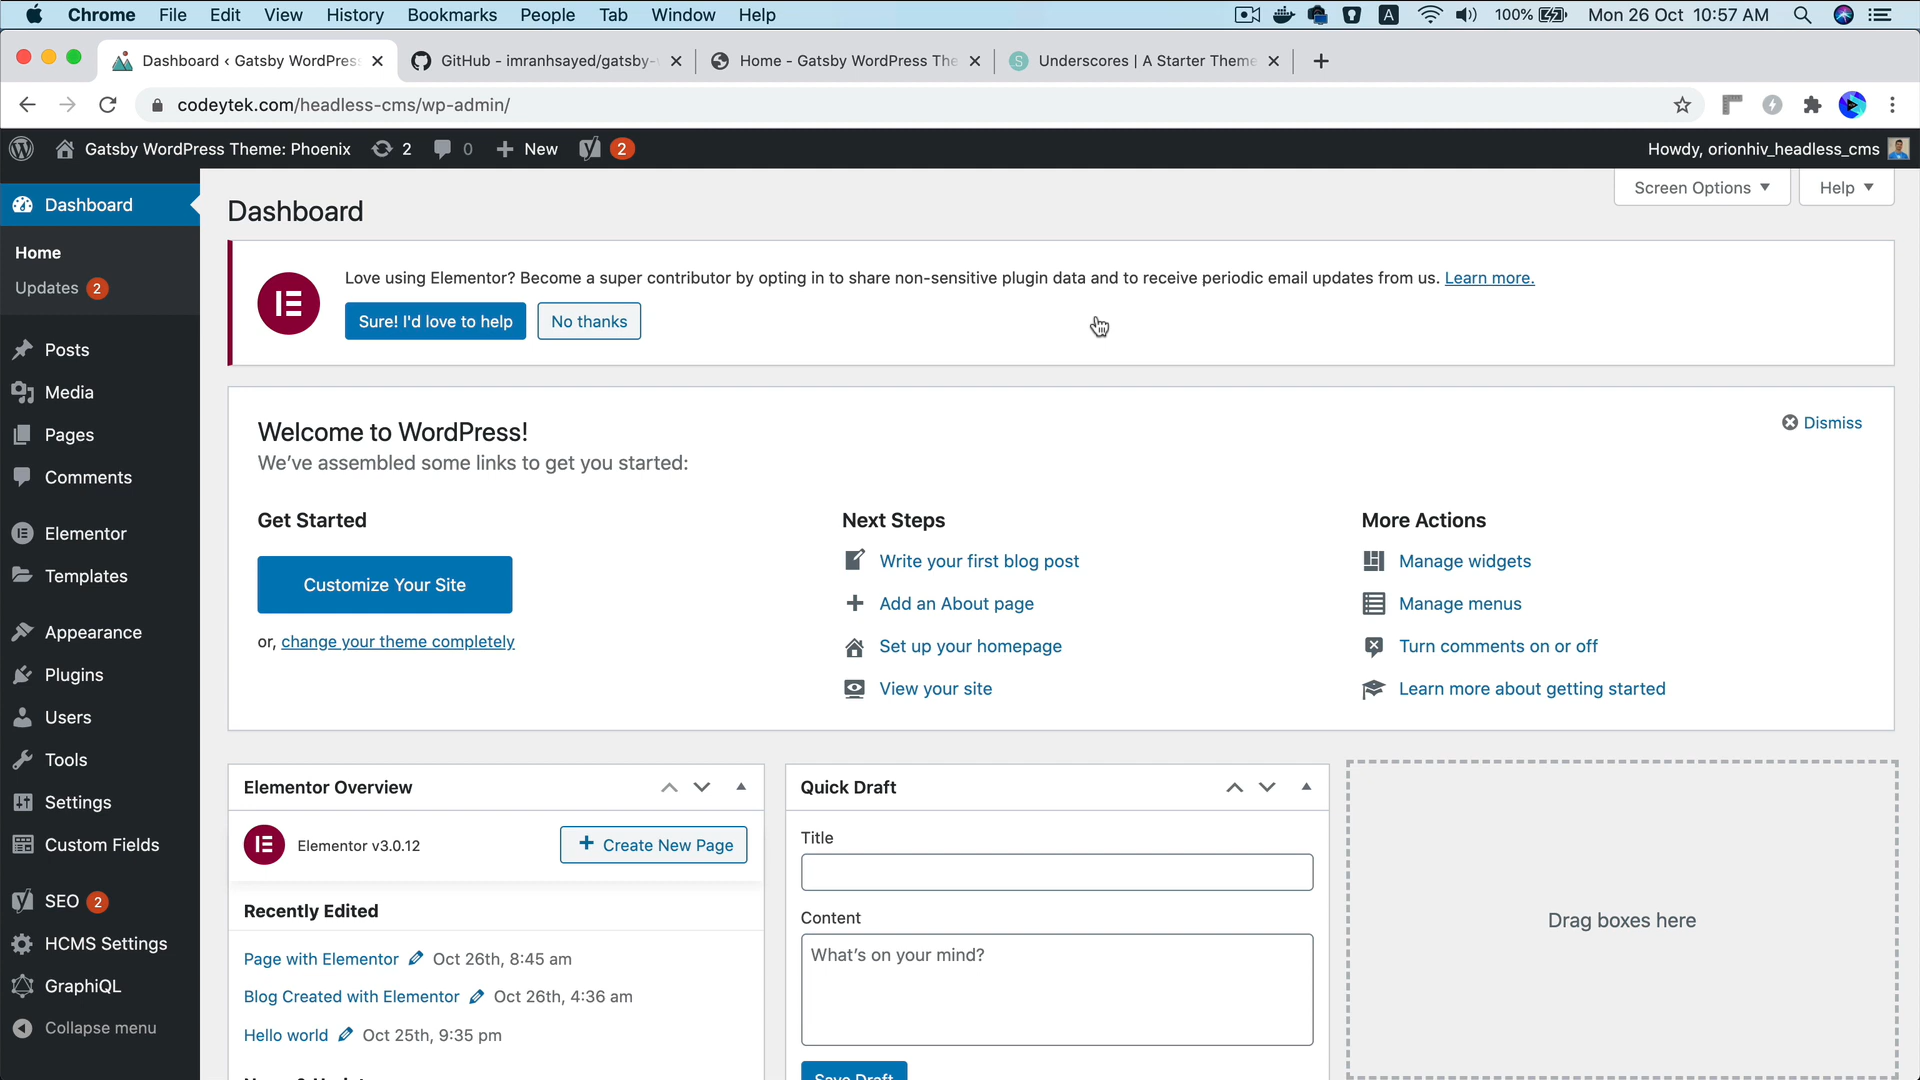 Chrome File Edit View History Bookmarks People Tab Window Help 100% Mon 26 Oct 10:57 AM
Dashboard ‹ Gatsby WordPres GitHub - imranhsayed/gatsby- Home - Gatsby WordPress The Underscores | A Starter Theme
codeytek.com/headless-cms/wp-admin/
Gatsby WordPress Theme: Phoenix 2 0 New 2 Howdy, orionhiv_headless_cms
Screen Options Help
Dashboard
Home
Updates 2
Posts
Media
Pages
Comments
Elementor
Templates
Appearance
Plugins
Users
Tools
Settings
Custom Fields
SEO 2
HCMS Settings
GraphiQL
Collapse menu
Dashboard
Love using Elementor? Become a super contributor by opting in to share non-sensitive plugin data and to receive periodic email updates from us. Learn more.
Sure! I'd love to help No thanks
Welcome to WordPress!
Dismiss
We've assembled some links to get you started:
Get Started
Customize Your Site
or, change your theme completely
Next Steps
Write your first blog post
Add an About page
Set up your homepage
View your site
More Actions
Manage widgets
Manage menus
Turn comments on or off
Learn more about getting started
Elementor Overview
Elementor v3.0.12
Create New Page
Recently Edited
Page with Elementor Oct 26th, 8:45 am
Blog Created with Elementor Oct 26th, 4:36 am
Hello world Oct 25th, 9:35 pm
Quick Draft
Title
Content
What's on your mind?
Save Draft
Drag boxes here